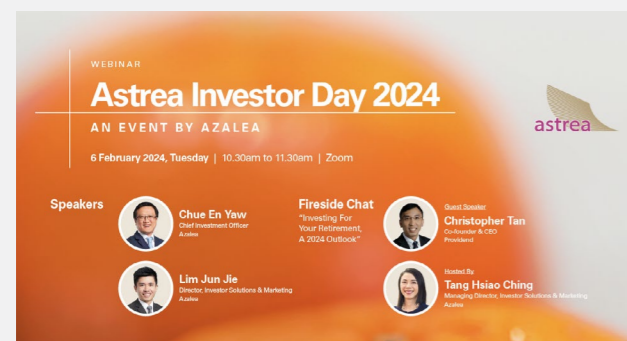 WEBINAR
Astrea Investor Day 2024
AN EVENT BY AZALEA
6 February 2024, Tuesday | 10.30am to 11.30am | Zoom
astrea
Speakers
Chue En Yaw
Chief Investment Officer
Azalea
Lim Jun Jie
Director, Investor Solutions & Marketing
Azalea
Fireside Chat
"Investing For
Your Retirement,
A 2024 Outlook"
Guest Speaker
Christopher Tan
Co-founder & CEO
Providend
Hosted By
Tang Hsiao Ching
Managing Director, Investor Solutions & Marketing
Azalea